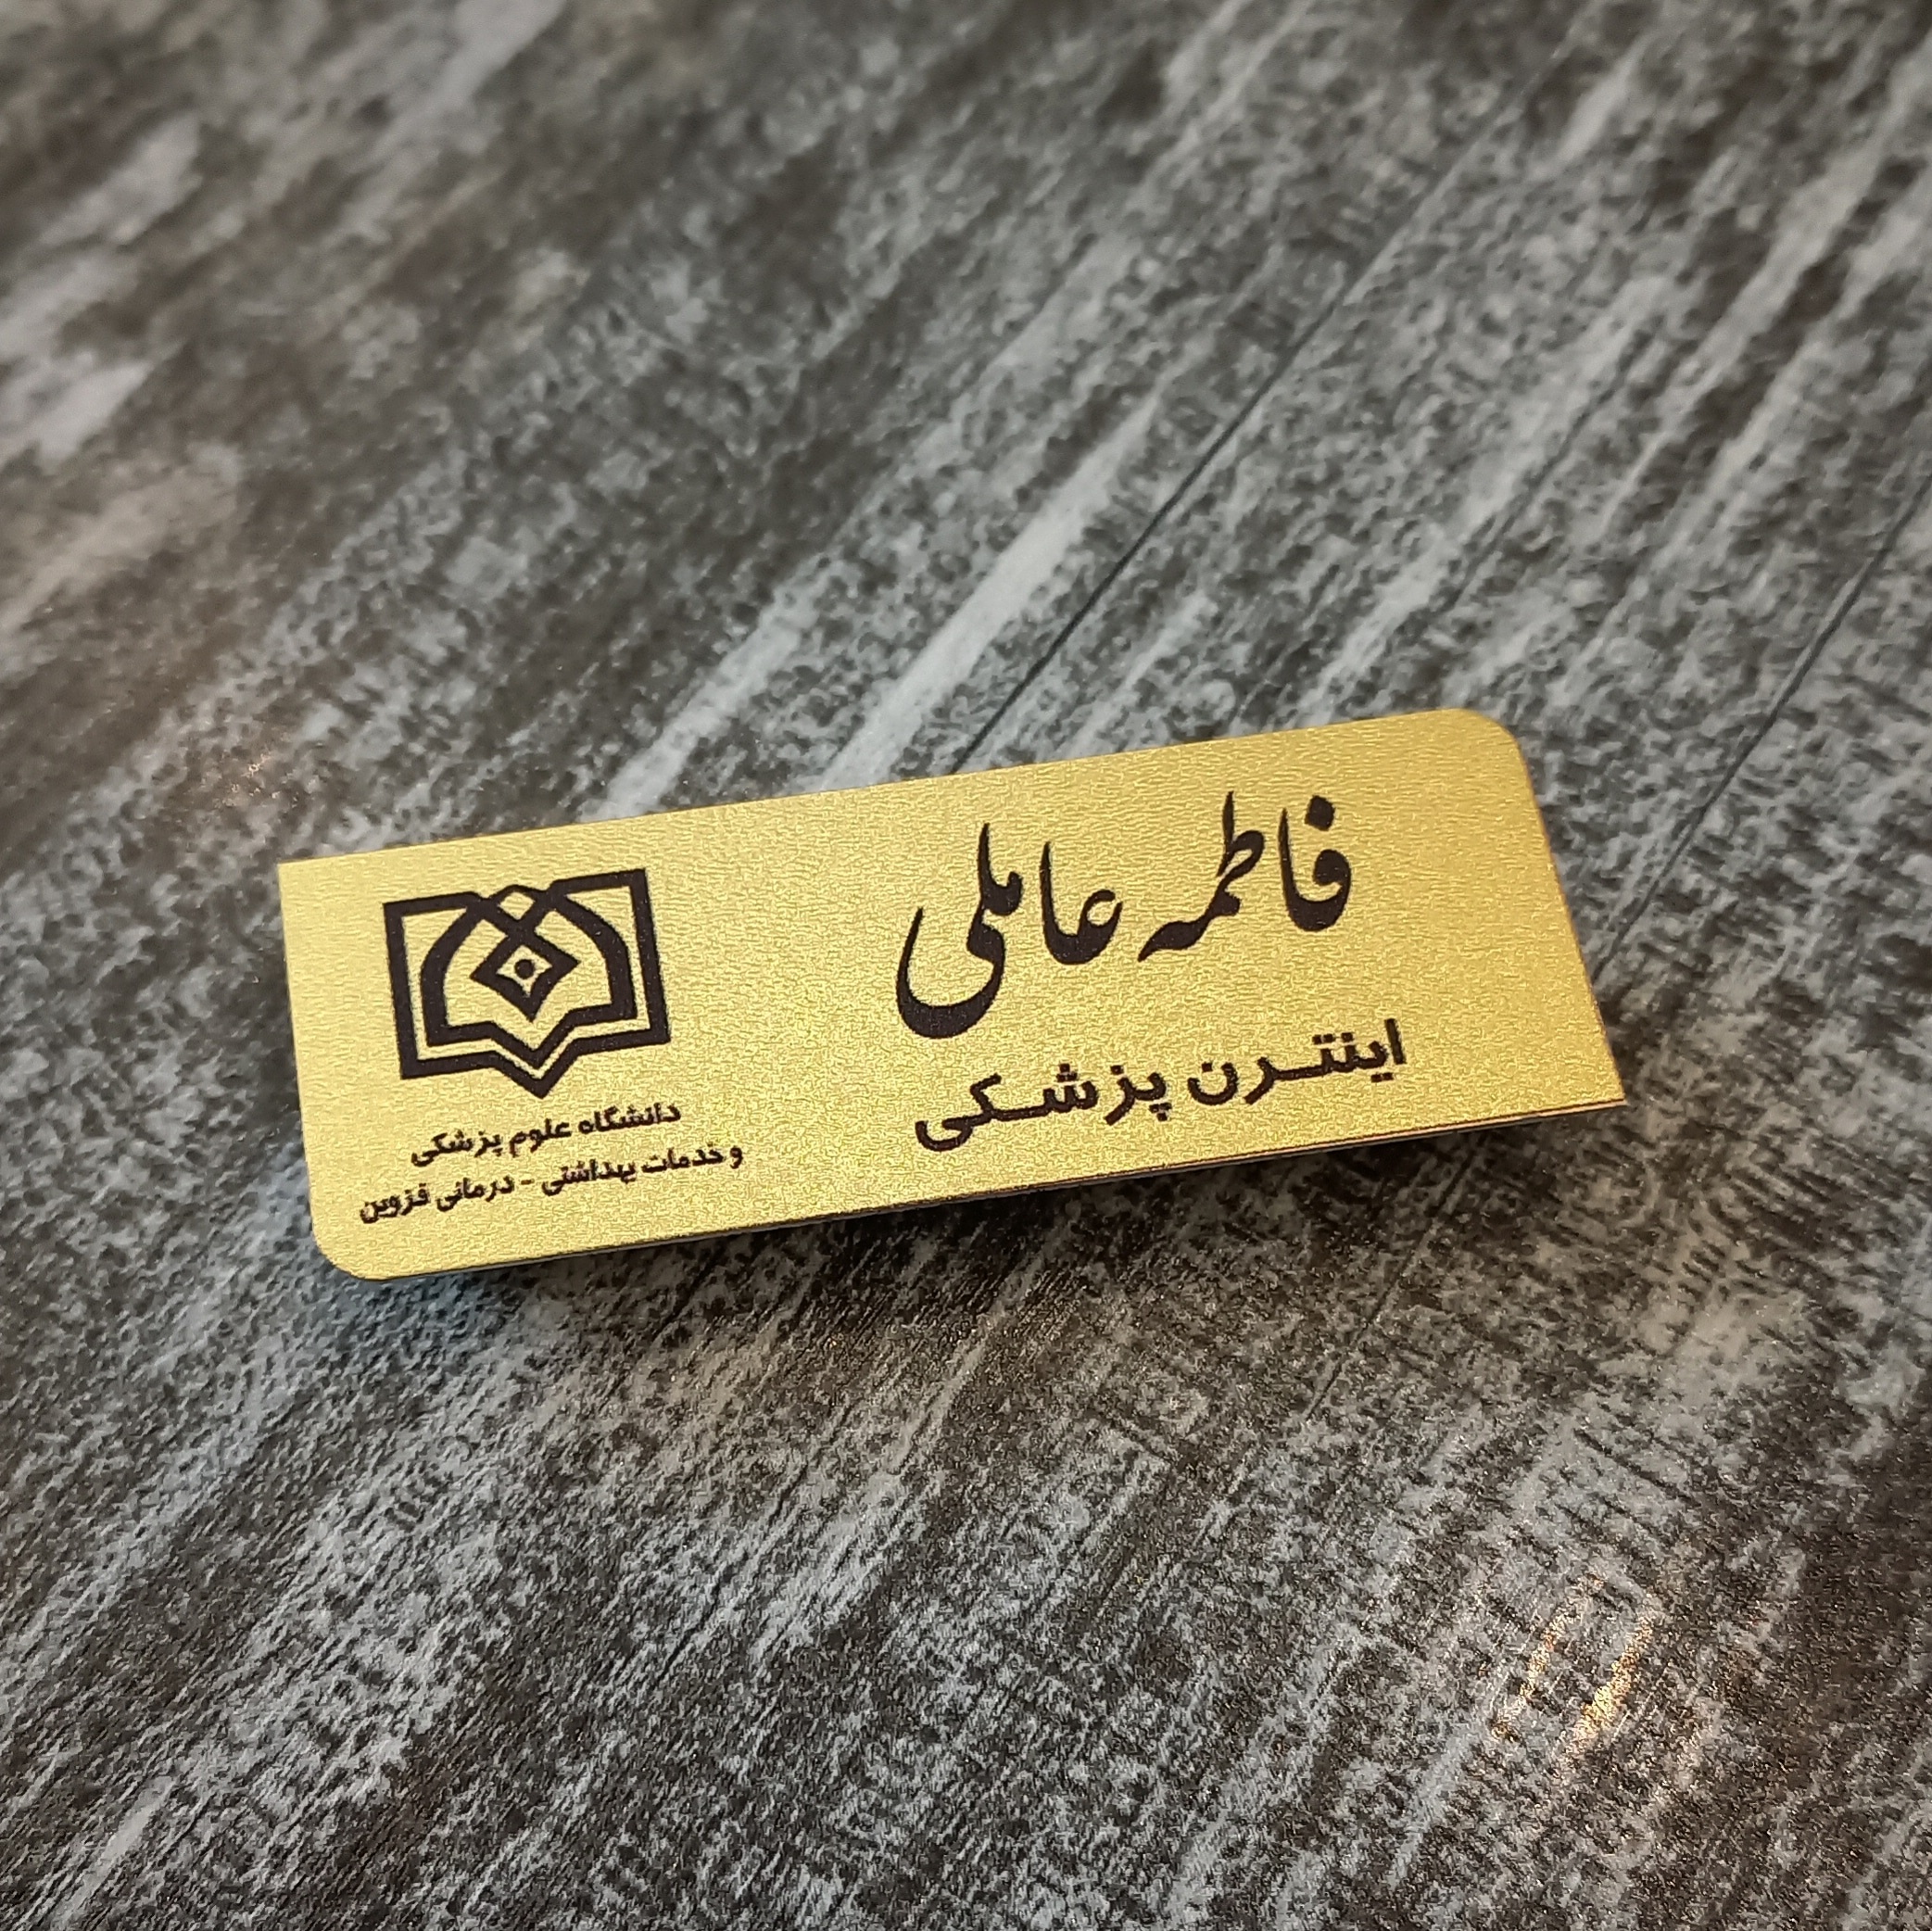 فاطمه عاملی
اینترن پزشکی
دانشگاه علوم پزشکی
و خدمات بهداشتی - درمانی قزوین